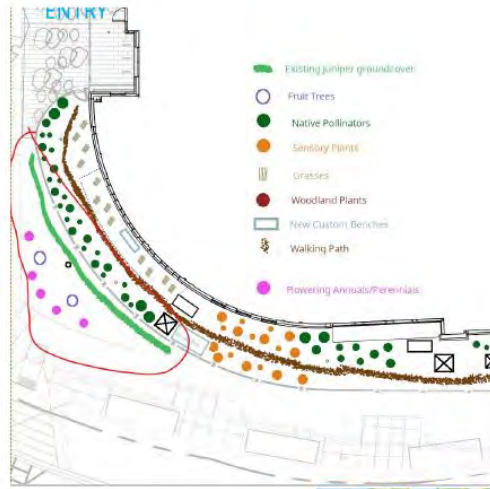 ENTRY
Existing juniper groundcover
Fruit Trees
Native Pollinators
Sensory Plants
Grasses
Woodland Plants
New Custom Benches
Walking Path
Flowering Annuals/Perennials